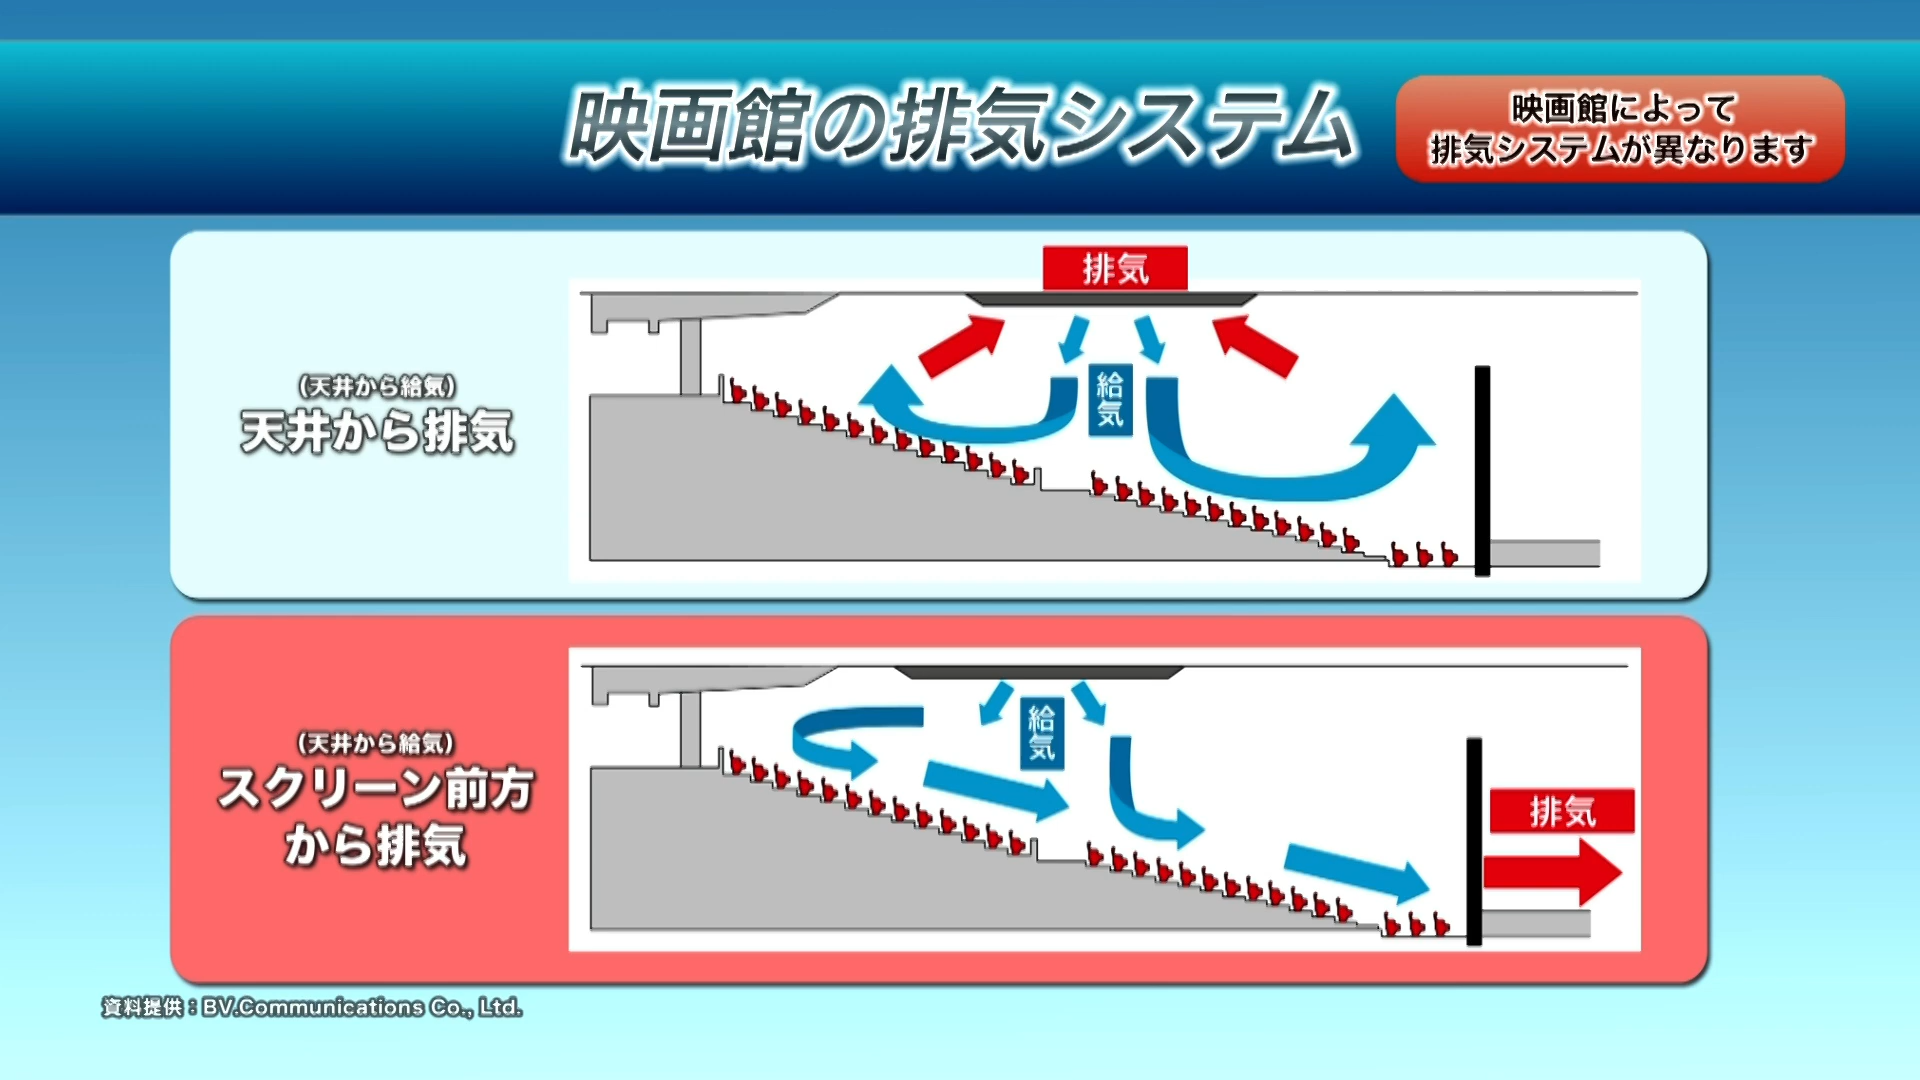 映画館の排気システム
映画館によって
排気システムが異なります
排気
(天井から給気)
天井から排気
給気
(天井から給気)
スクリーン前方
から排気
給気
排気
資料提供：BV.Communications Co., Ltd.